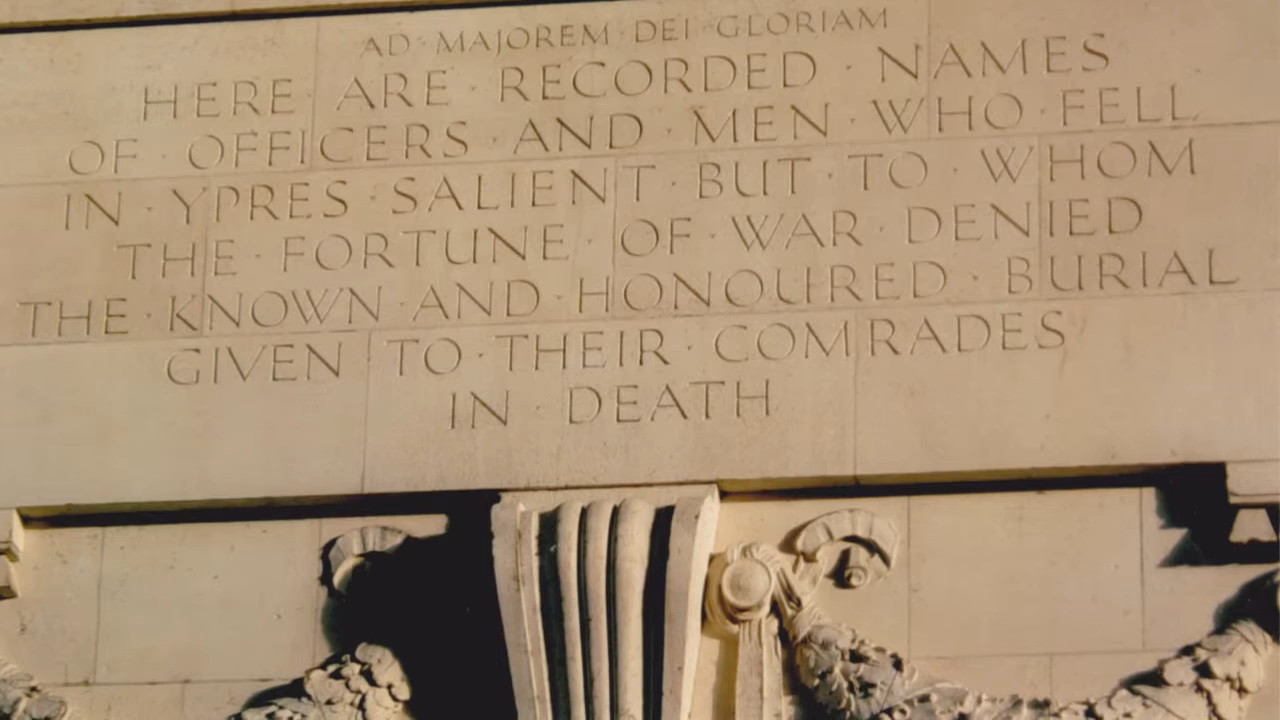 AD · MAJOREM · DEI · GLORIAM
HERE · ARE · RECORDED · NAMES
OF · OFFICERS · AND · MEN · WHO · FELL
IN · YPRES · SALIENT · BUT · TO · WHOM
THE · FORTUNE · OF · WAR · DENIED
THE · KNOWN · AND · HONOURED · BURIAL
GIVEN · TO · THEIR · COMRADES
IN · DEATH